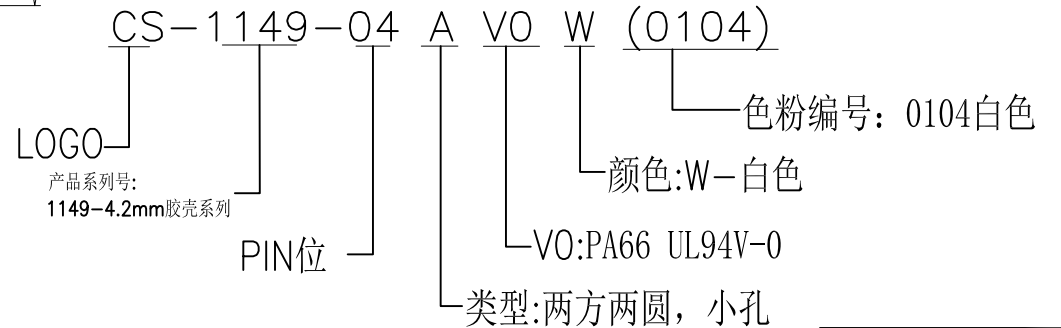 CS-1149-04 A V0 W (0104)
色粉编号：0104白色
LOGO
颜色:W-白色
产品系列号:
1149-4.2mm胶壳系列
PIN位
V0:PA66 UL94V-0
类型:两方两圆，小孔